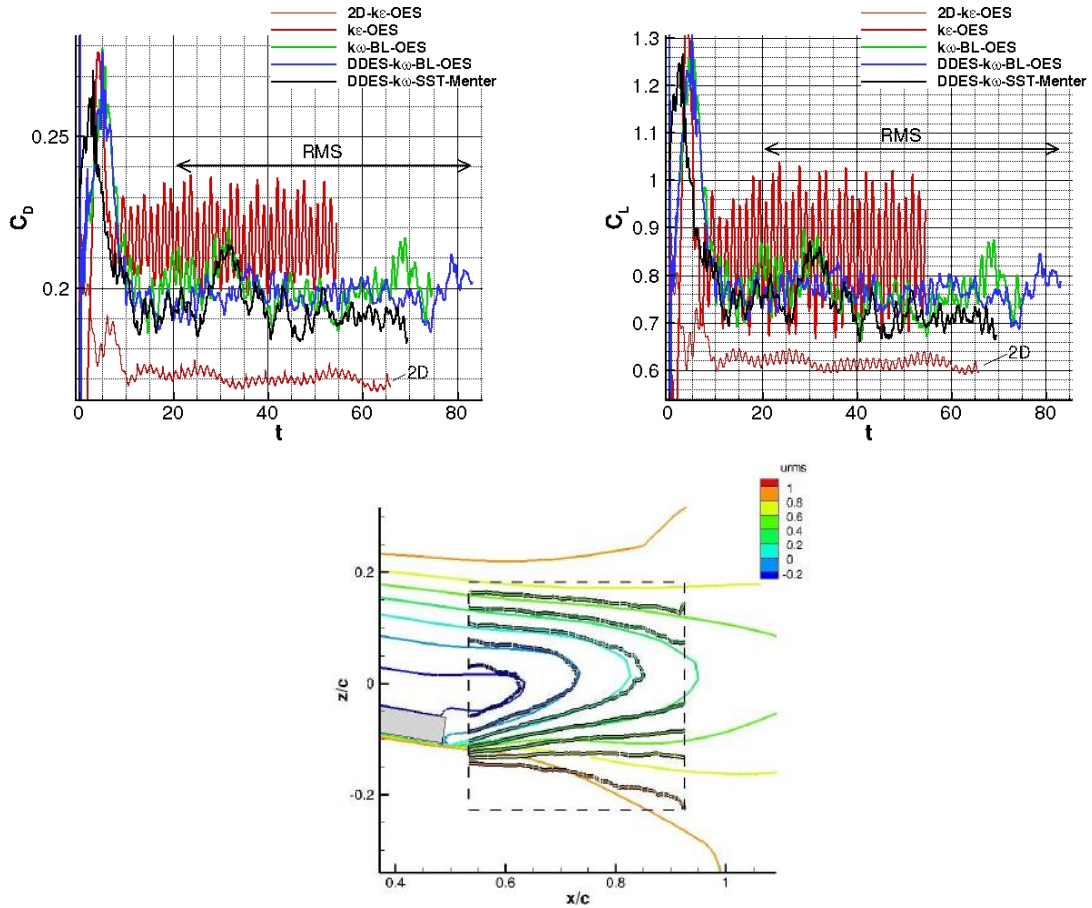 2D-kε-OES
kε-OES
kω-BL-OES
DDES-kω-BL-OES
DDES-kω-SST-Menter
RMS
0.25
C_D
0.2
2D
0 20 40 60 80
t
2D-kε-OES
kε-OES
kω-BL-OES
DDES-kω-BL-OES
DDES-kω-SST-Menter
1.3
1.2
1.1
RMS
1
C_L
0.9
0.8
0.7
0.6
2D
0 20 40 60 80
t
urms
1
0.8
0.6
0.4
0.2
0
-0.2
0.2
z/c
0
-0.2
0.4 0.6 0.8 1
x/c